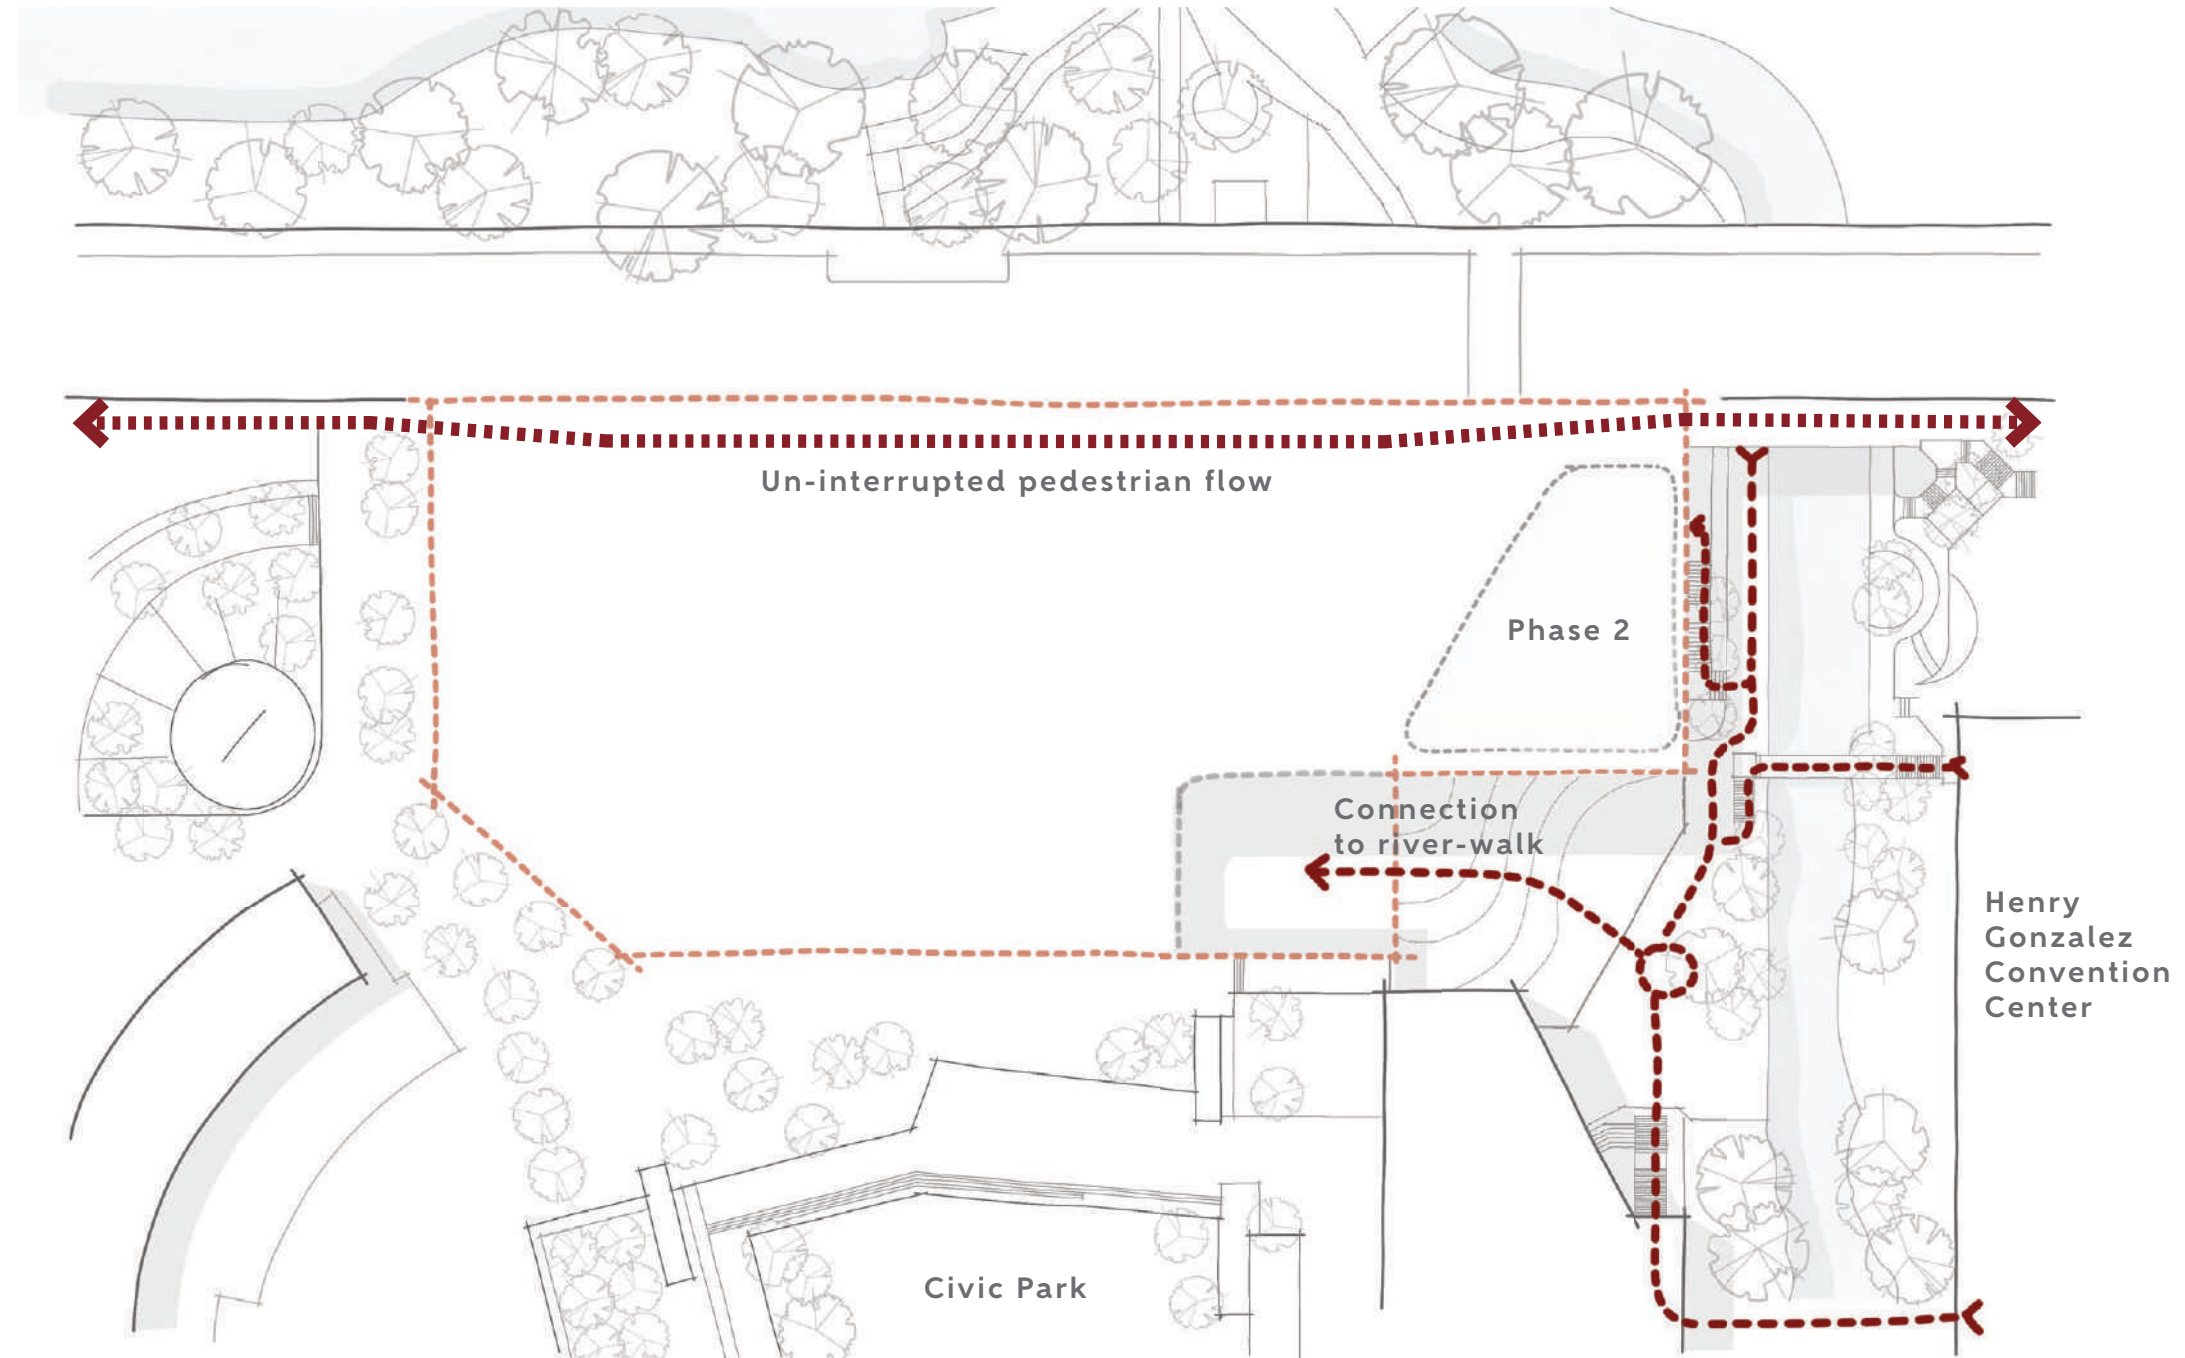 Un-interrupted pedestrian flow
Phase 2
Connection
to river-walk
Henry
Gonzalez
Convention
Center
Civic Park